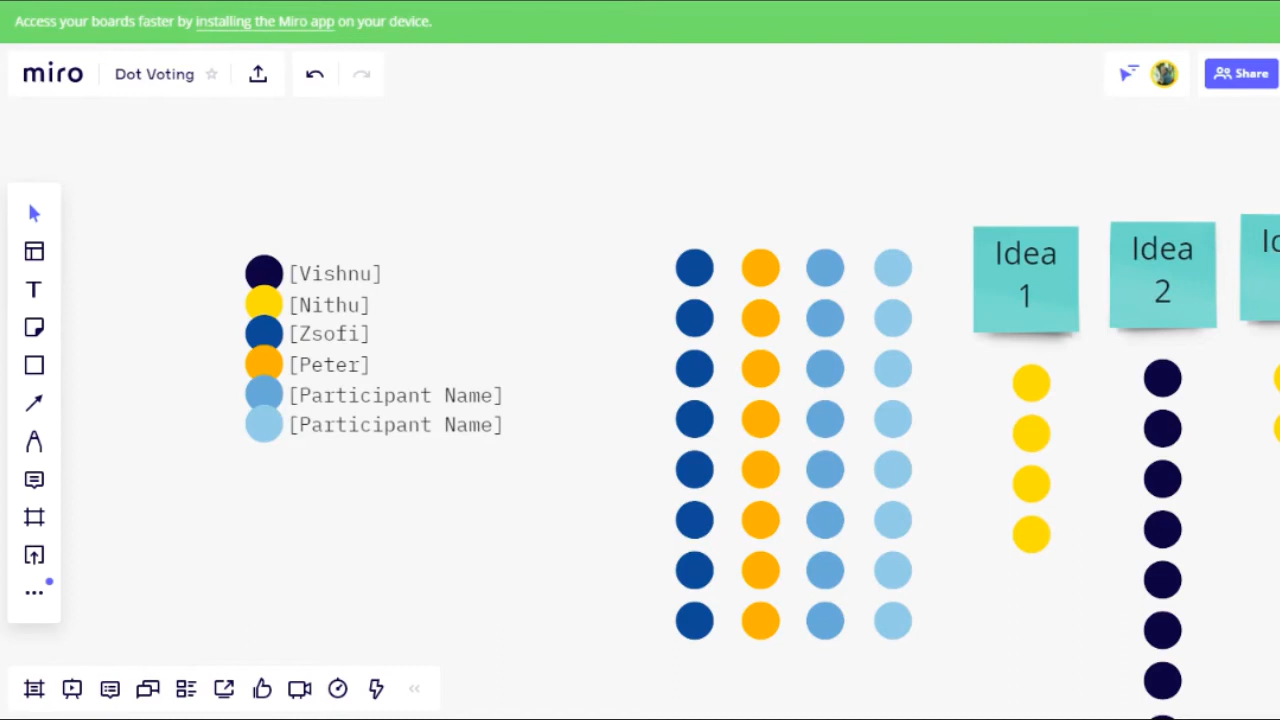 Access your boards faster by installing the Miro app on your device.
miro
Dot Voting
Share
[Vishnu]
[Nithu]
[Zsofi]
[Peter]
[Participant Name]
[Participant Name]
Idea
1
Idea
2